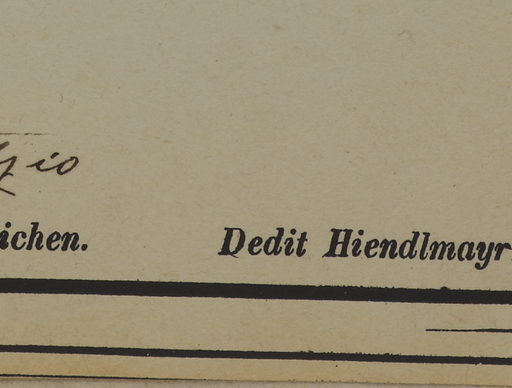 ichen. Dedit Hiendlmayr